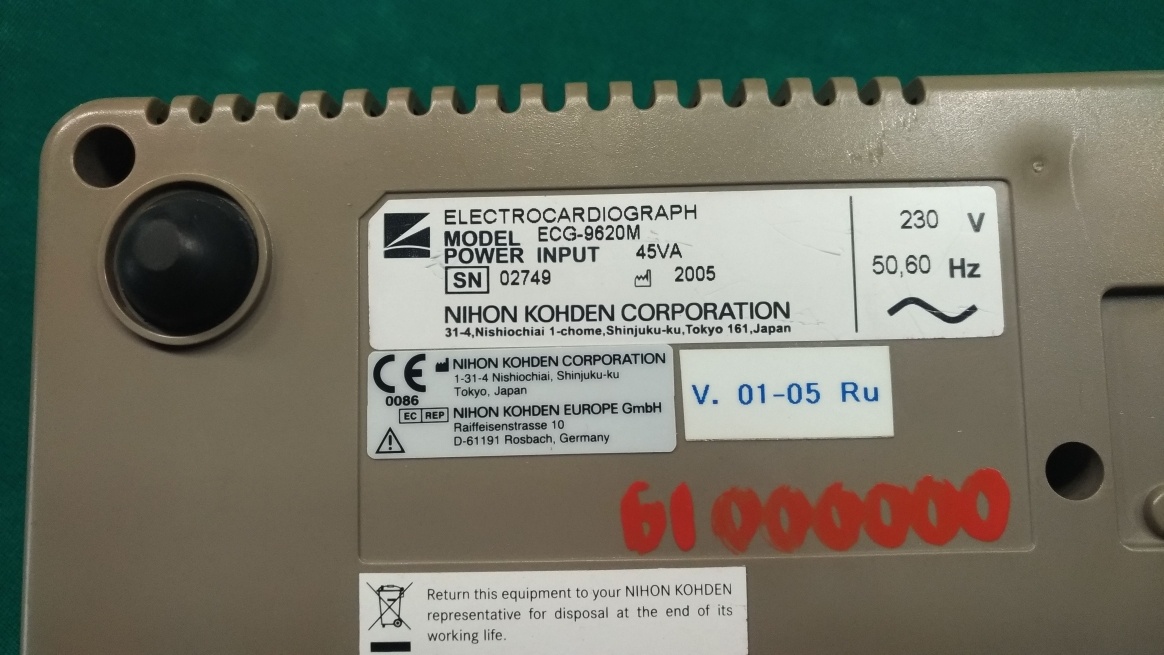 ELECTROCARDIOGRAPH
MODEL ECG-9620M
POWER INPUT 45VA
SN 02749 2005
NIHON KOHDEN CORPORATION
31-4,Nishiochiai 1-chome,Shinjuku-ku,Tokyo 161,Japan
230 V
50,60 Hz
CE
0086
NIHON KOHDEN CORPORATION
1-31-4 Nishiochiai, Shinjuku-ku
Tokyo, Japan
EC REP NIHON KOHDEN EUROPE GmbH
Raiffeisenstrasse 10
D-61191 Rosbach, Germany
V. 01-05 Ru
Return this equipment to your NIHON KOHDEN
representative for disposal at the end of its
working life.